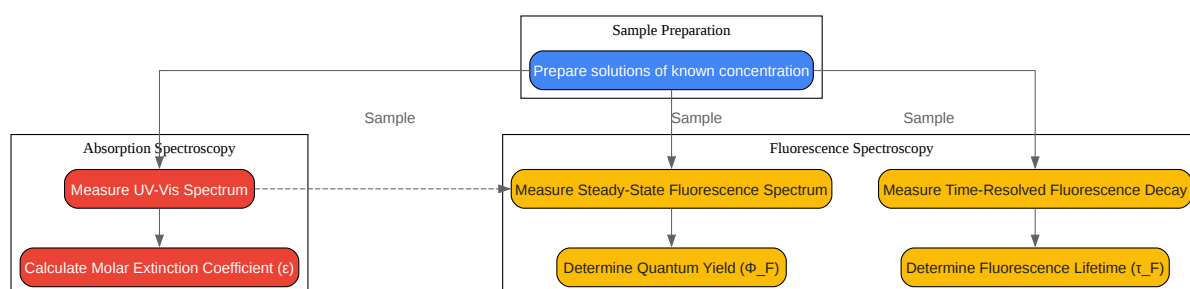 Sample Preparation
Prepare solutions of known concentration
Sample
Sample
Sample
Absorption Spectroscopy
Fluorescence Spectroscopy
Measure UV-Vis Spectrum
Measure Steady-State Fluorescence Spectrum
Measure Time-Resolved Fluorescence Decay
Calculate Molar Extinction Coefficient (ε)
Determine Quantum Yield (Φ_F)
Determine Fluorescence Lifetime (τ_F)